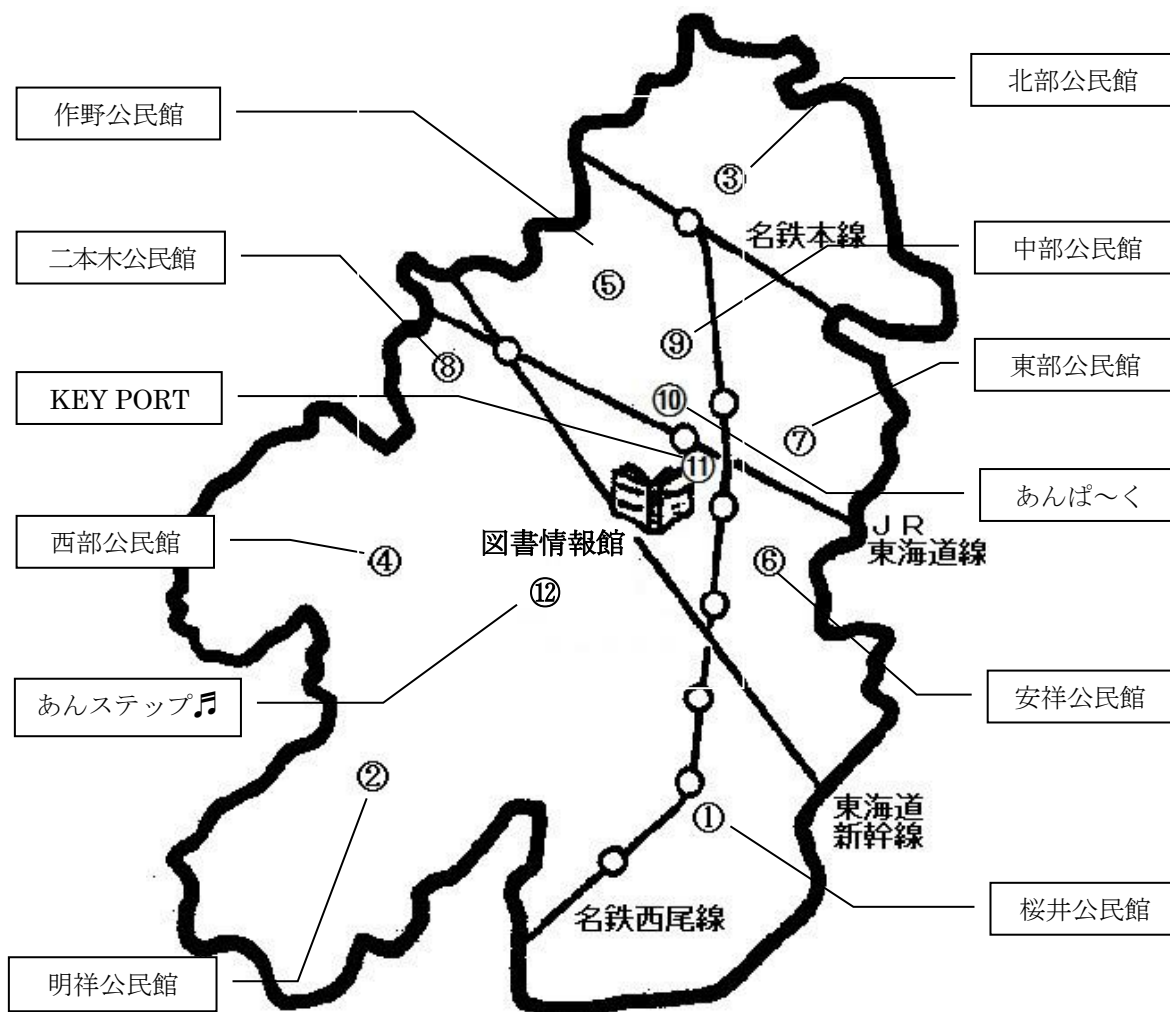 北部公民館
作野公民館
③
名鉄本線
二本木公民館
中部公民館
⑤
⑨
⑧
東部公民館
KEY PORT
⑩
⑦
⑪
あんぱ～く
JR
東海道線
西部公民館
図書情報館
④
⑥
⑫
あんステップ♬
安祥公民館
②
①
東海道
新幹線
名鉄西尾線
桜井公民館
明祥公民館